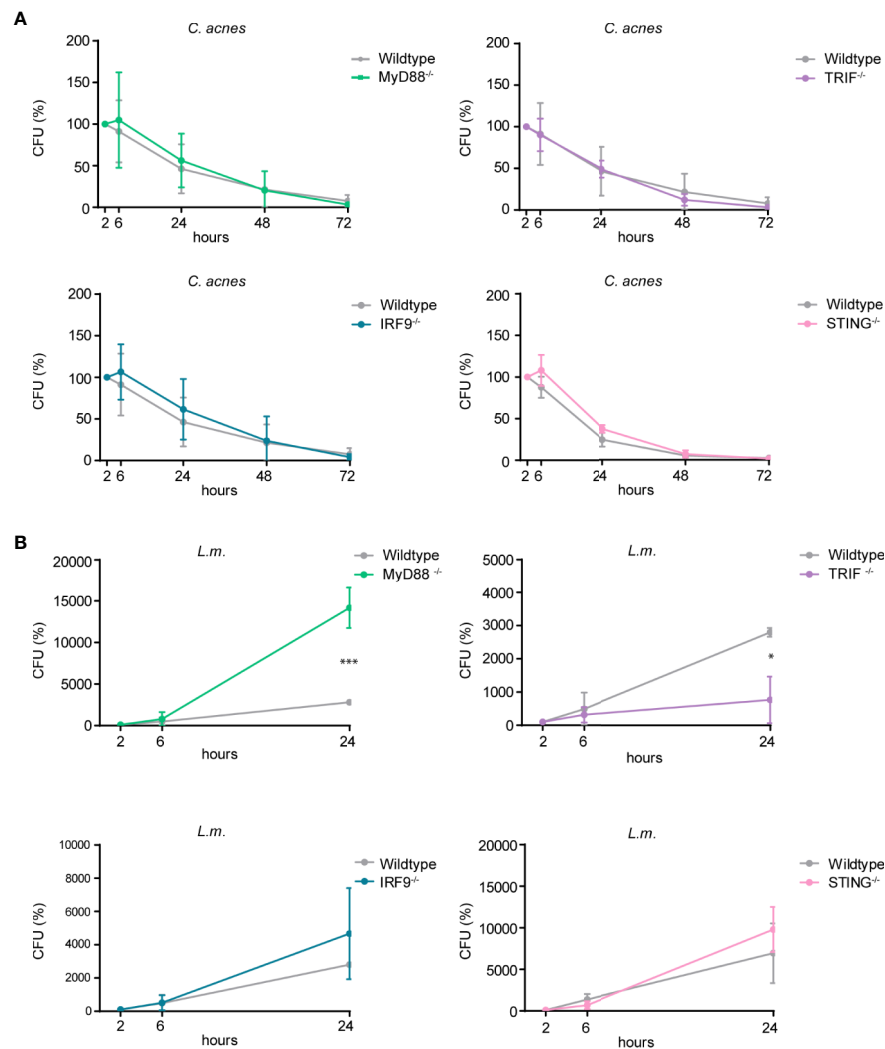 A
C. acnes
Wildtype
MyD88-/-
CFU (%)
200
150
100
50
0
2 6 24 48 72
hours
C. acnes
Wildtype
TRIF-/-
CFU (%)
200
150
100
50
0
2 6 24 48 72
hours
C. acnes
Wildtype
IRF9-/-
CFU (%)
200
150
100
50
0
2 6 24 48 72
hours
C. acnes
Wildtype
STING-/-
CFU (%)
200
150
100
50
0
2 6 24 48 72
hours
B
L.m.
Wildtype
MyD88 -/-
CFU (%)
20000
15000
10000
5000
0
***
2 6 24
hours
L.m.
Wildtype
TRIF -/-
CFU (%)
5000
4000
3000
2000
1000
0
*
2 6 24
hours
L.m.
Wildtype
IRF9-/-
CFU (%)
10000
8000
6000
4000
2000
0
2 6 24
hours
L.m.
Wildtype
STING-/-
CFU (%)
20000
15000
10000
5000
0
2 6 24
hours